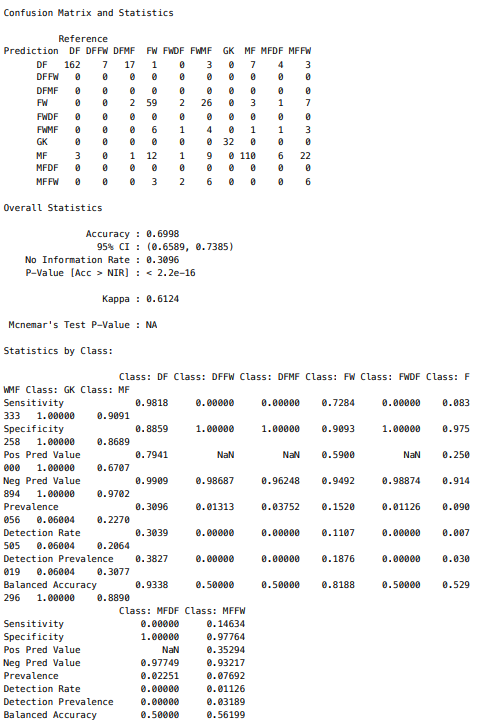 Confusion Matrix and Statistics
Reference
Prediction DF DFFW DFMF FW FWDF FWMF GK MF MFDF MFFW
DF 162 7 17 1 0 3 0 7 4 3
DFFW 0 0 0 0 0 0 0 0 0 0
DFMF 0 0 0 0 0 0 0 0 0 0
FW 0 0 2 59 2 26 0 3 1 7
FWDF 0 0 0 0 0 0 0 0 0 0
FWMF 0 0 0 6 1 4 0 1 1 3
GK 0 0 0 0 0 0 32 0 0 0
MF 3 0 1 12 1 9 0 110 6 22
MFDF 0 0 0 0 0 0 0 0 0 0
MFFW 0 0 0 3 2 6 0 0 0 6
Overall Statistics
Accuracy : 0.6998
95% CI : (0.6589, 0.7385)
No Information Rate : 0.3096
P-Value [Acc > NIR] : < 2.2e-16
Kappa : 0.6124
Mcnemar's Test P-Value : NA
Statistics by Class:
Class: DF Class: DFFW Class: DFMF Class: FW Class: FWDF Class: F
WMF Class: GK Class: MF
Sensitivity 0.9818 0.00000 0.00000 0.7284 0.00000 0.083
333 1.00000 0.9091
Specificity 0.8859 1.00000 1.00000 0.9093 1.00000 0.975
258 1.00000 0.8689
Pos Pred Value 0.7941 NaN NaN 0.5900 NaN 0.250
000 1.00000 0.6707
Neg Pred Value 0.9909 0.98687 0.96248 0.9492 0.98874 0.914
894 1.00000 0.9702
Prevalence 0.3096 0.01313 0.03752 0.1520 0.01126 0.090
056 0.06004 0.2270
Detection Rate 0.3039 0.00000 0.00000 0.1107 0.00000 0.007
505 0.06004 0.2064
Detection Prevalence 0.3827 0.00000 0.00000 0.1876 0.00000 0.030
019 0.06004 0.3077
Balanced Accuracy 0.9338 0.50000 0.50000 0.8188 0.50000 0.529
296 1.00000 0.8890
Class: MFDF Class: MFFW
Sensitivity 0.00000 0.14634
Specificity 1.00000 0.97764
Pos Pred Value NaN 0.35294
Neg Pred Value 0.97749 0.93217
Prevalence 0.02251 0.07692
Detection Rate 0.00000 0.01126
Detection Prevalence 0.00000 0.03189
Balanced Accuracy 0.50000 0.56199